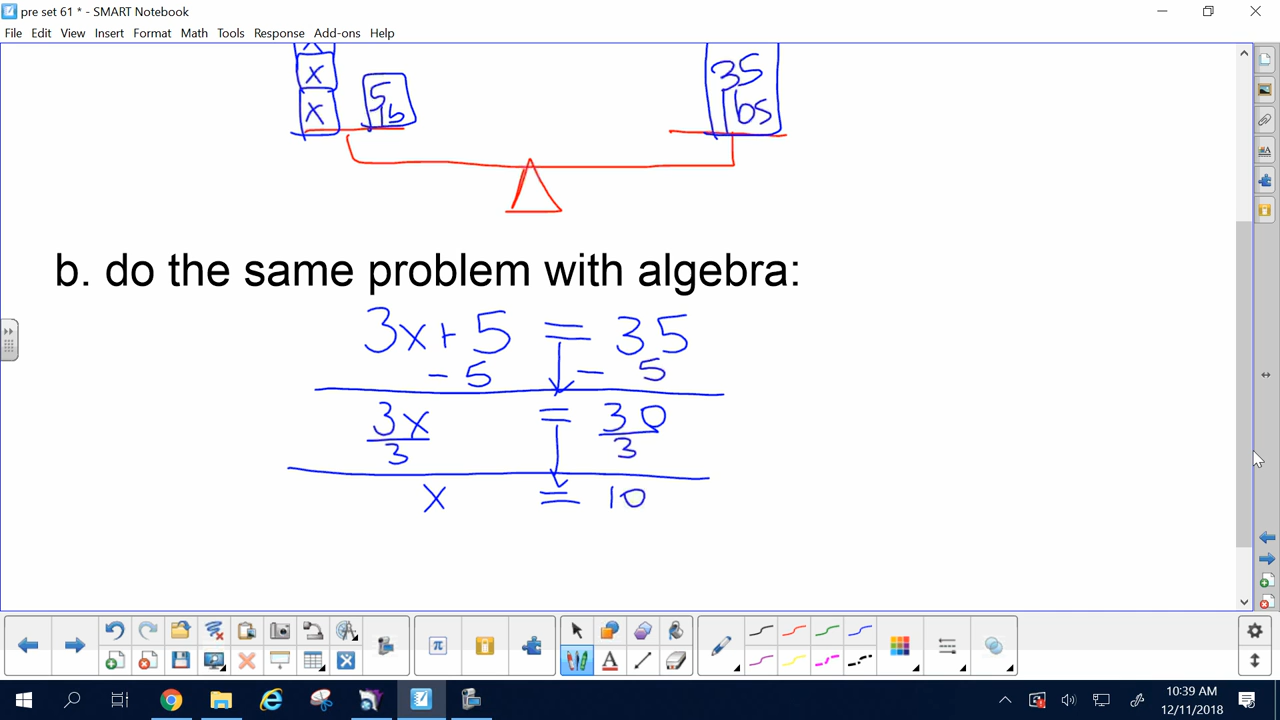 pre set 61 * - SMART Notebook
File Edit View Insert Format Math Tools Response Add-ons Help
x
x 5 lb 35 lbs
x
b. do the same problem with algebra:
3x + 5 = 35
- 5 - 5
3x = 30
3 3
x = 10
π
A
10:39 AM
12/11/2018